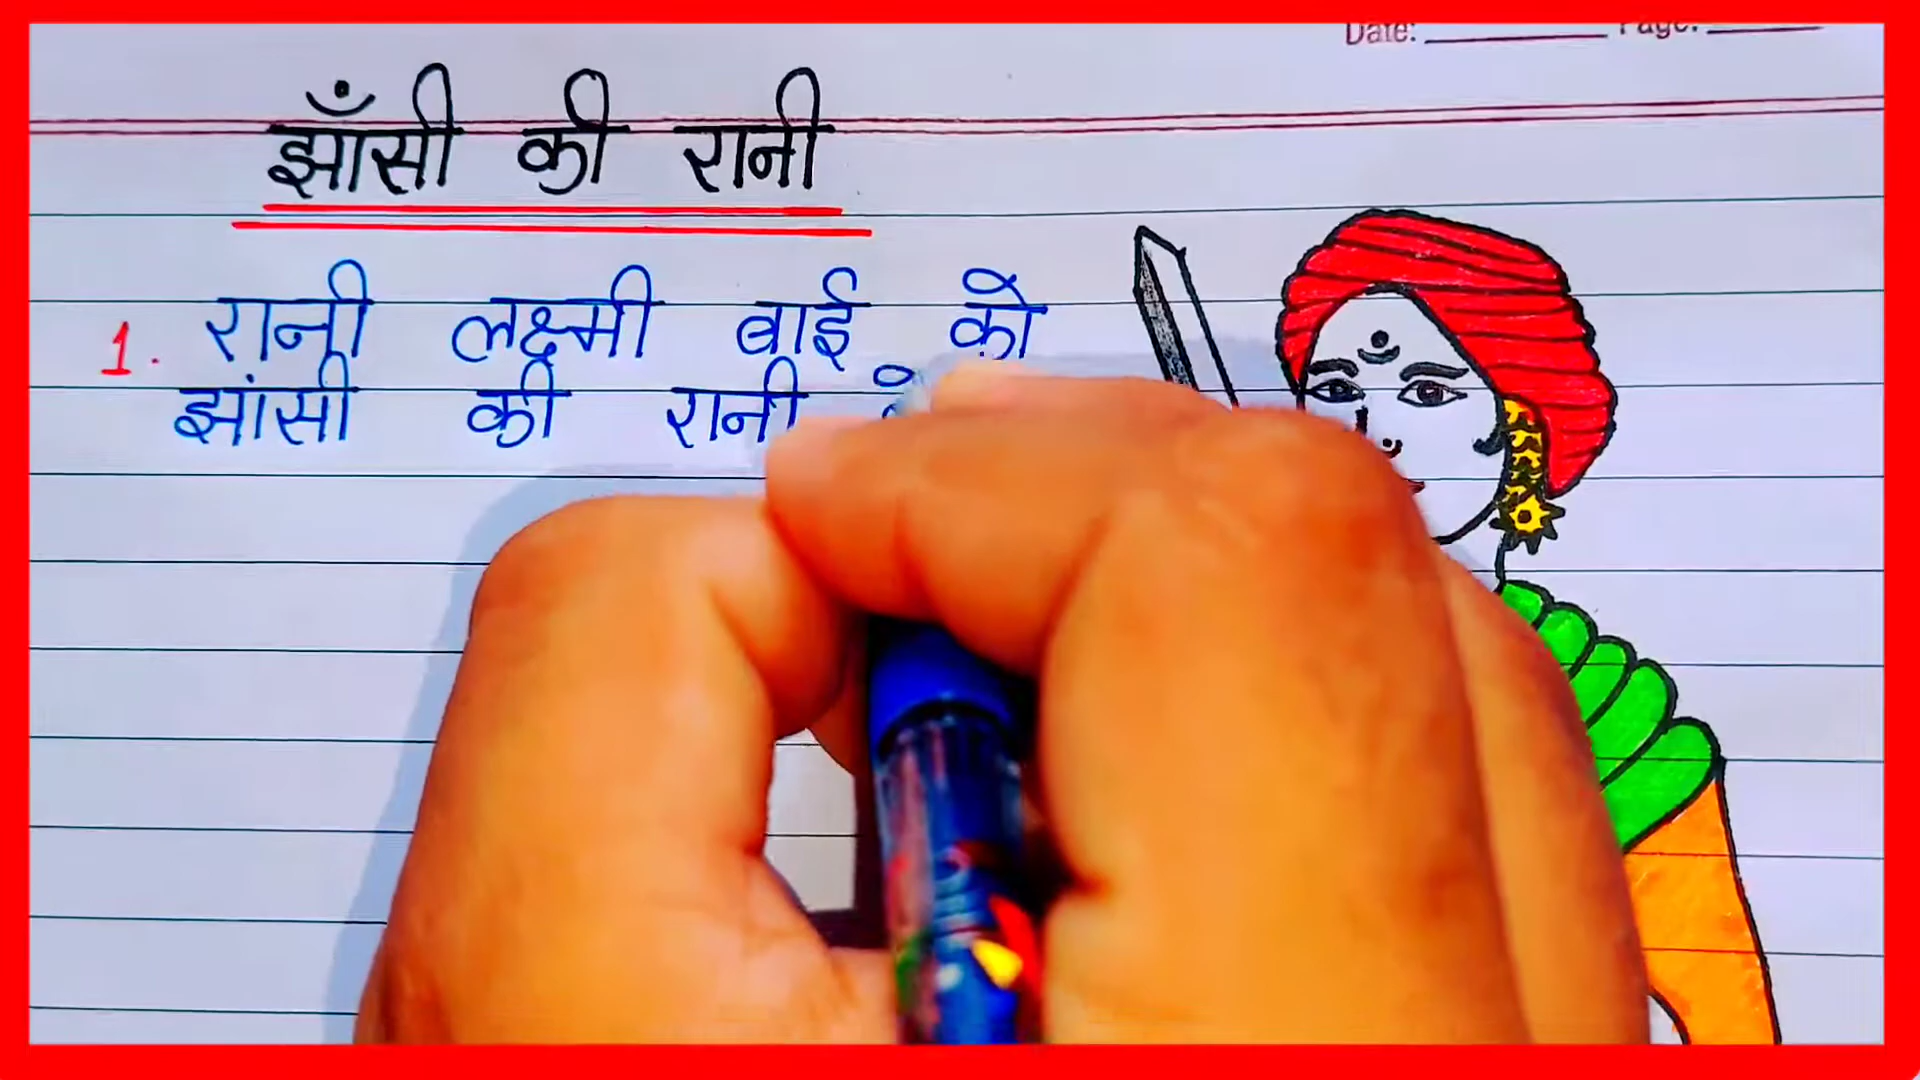 Date: Page:
झाँसी की रानी
1. रानी लक्ष्मी बाई को
झांसी की रानी